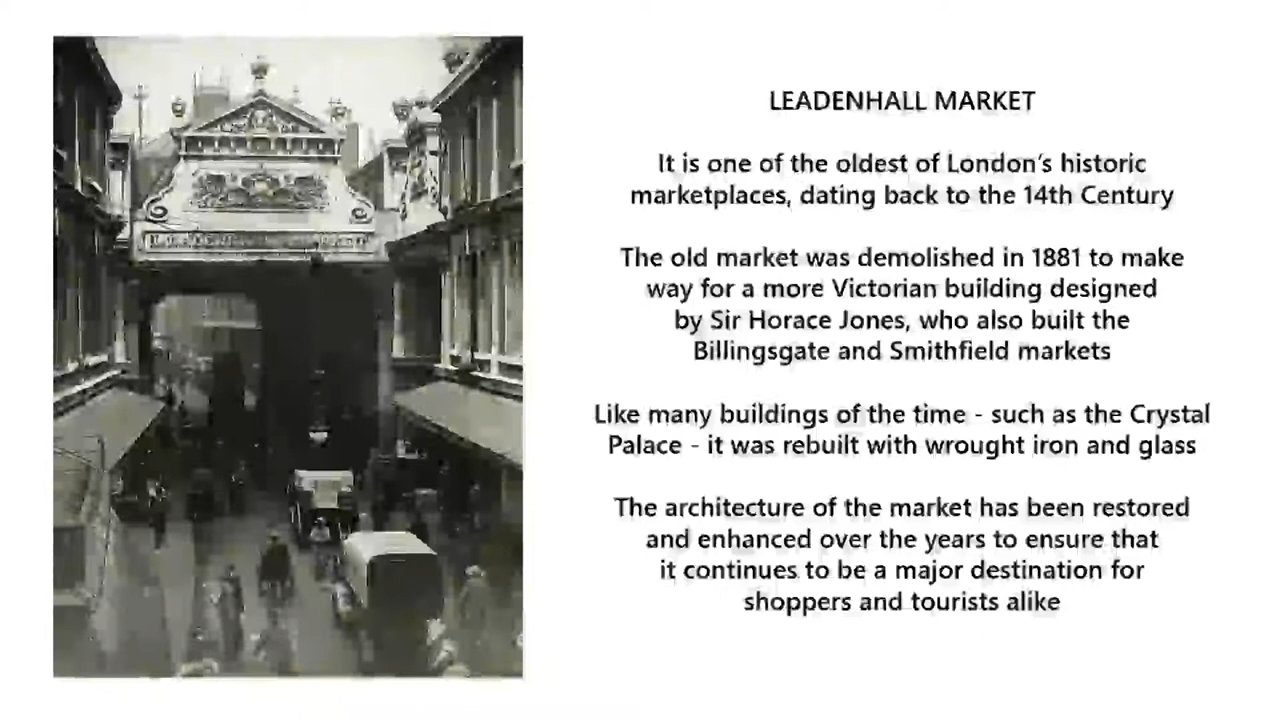 LEADENHALL MARKET
It is one of the oldest of London's historic
marketplaces, dating back to the 14th Century
The old market was demolished in 1881 to make
way for a more Victorian building designed
by Sir Horace Jones, who also built the
Billingsgate and Smithfield markets
Like many buildings of the time - such as the Crystal
Palace - it was rebuilt with wrought iron and glass
The architecture of the market has been restored
and enhanced over the years to ensure that
it continues to be a major destination for
shoppers and tourists alike